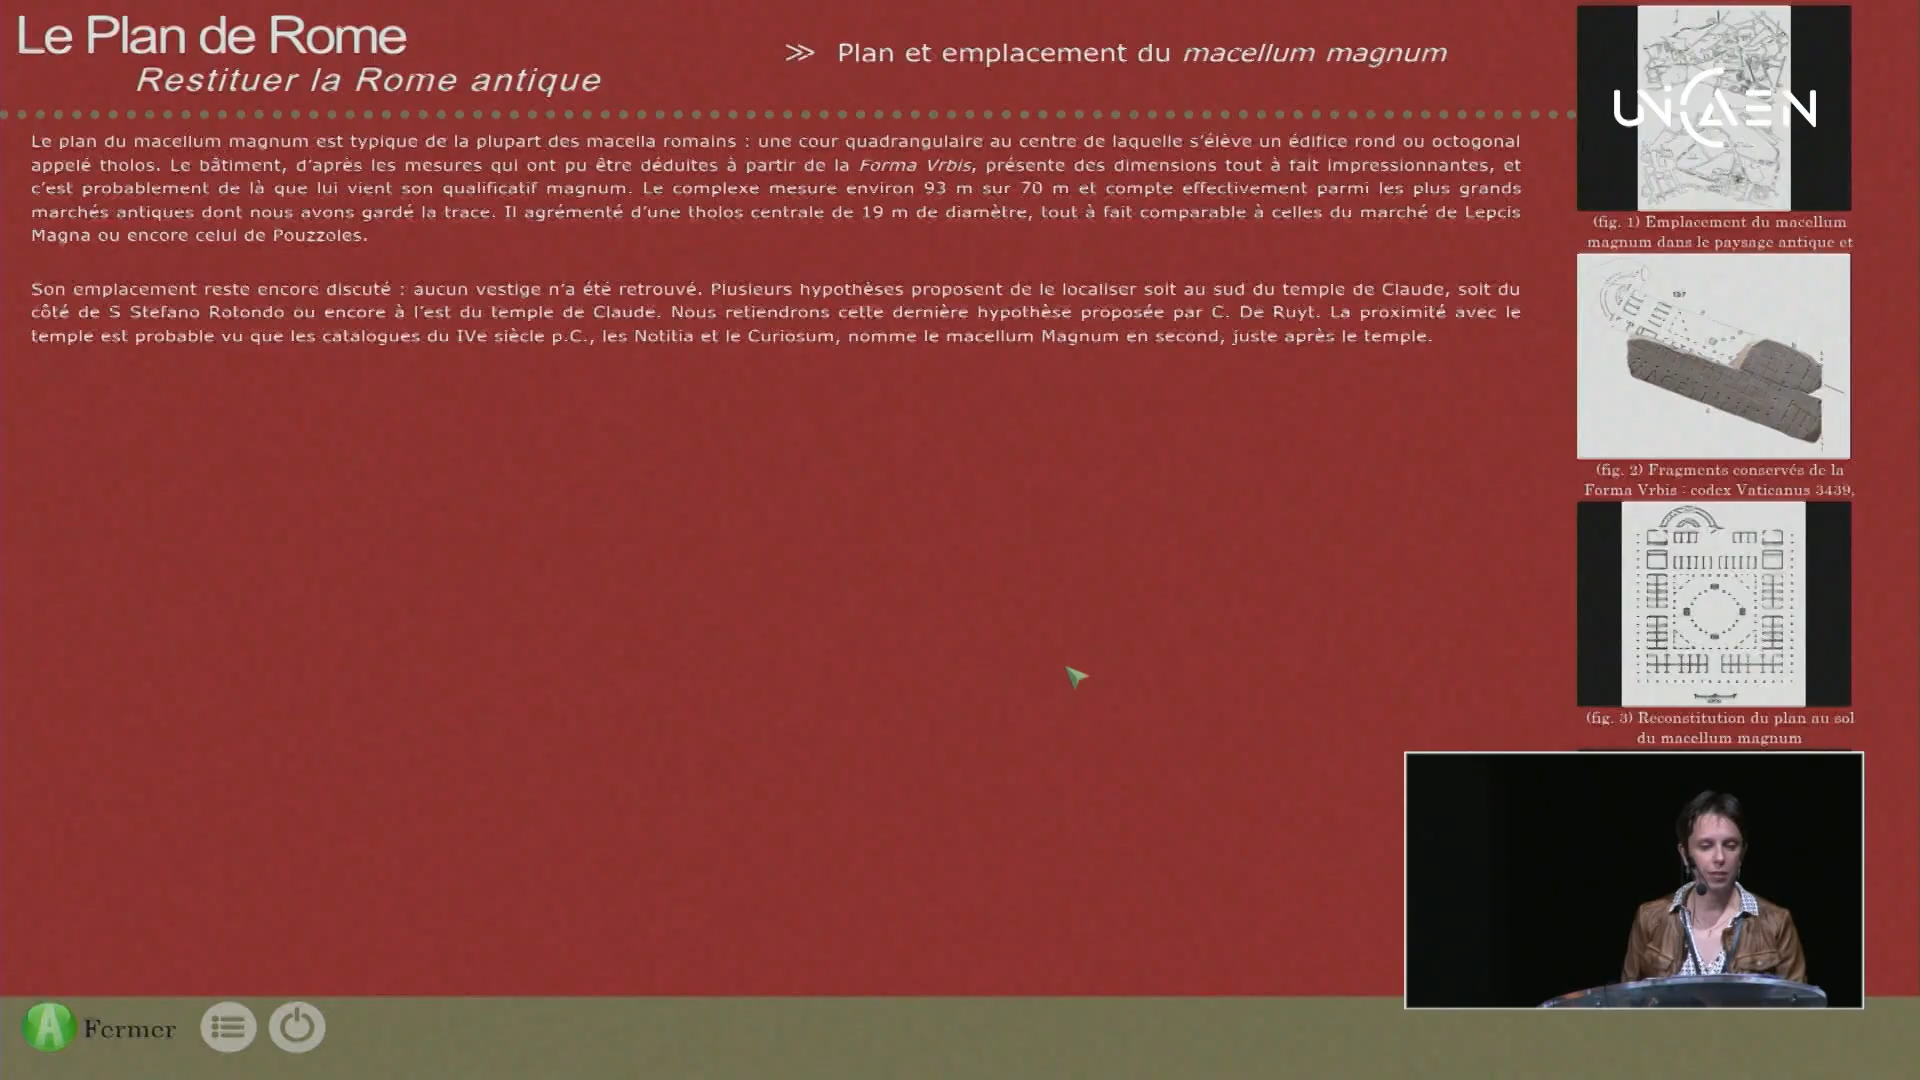 Le Plan de Rome
Restituer la Rome antique
>> Plan et emplacement du macellum magnum
UNICAEN
Le plan du macellum magnum est typique de la plupart des macella romains : une cour quadrangulaire au centre de laquelle s'élève un édifice rond ou octogonal
appelé tholos. Le bâtiment, d'après les mesures qui ont pu être déduites à partir de la Forma Vrbis, présente des dimensions tout à fait impressionnantes, et
c'est probablement de là que lui vient son qualificatif magnum. Le complexe mesure environ 93 m sur 70 m et compte effectivement parmi les plus grands
marchés antiques dont nous avons gardé la trace. Il agrémenté d'une tholos centrale de 19 m de diamètre, tout à fait comparable à celles du marché de Lepcis
Magna ou encore celui de Pouzzoles.
Son emplacement reste encore discuté : aucun vestige n'a été retrouvé. Plusieurs hypothèses proposent de le localiser soit au sud du temple de Claude, soit du
côté de S Stefano Rotondo ou encore à l'est du temple de Claude. Nous retiendrons cette dernière hypothèse proposée par C. De Ruyt. La proximité avec le
temple est probable vu que les catalogues du IVe siècle p.C., les Notitia et le Curiosum, nomme le macellum Magnum en second, juste après le temple.
(fig. 1) Emplacement du macellum
magnum dans le paysage antique et
(fig. 2) Fragments conservés de la
Forma Vrbis : codex Vaticanus 3439,
(fig. 3) Reconstitution du plan au sol
du macellum magnum
A Fermer